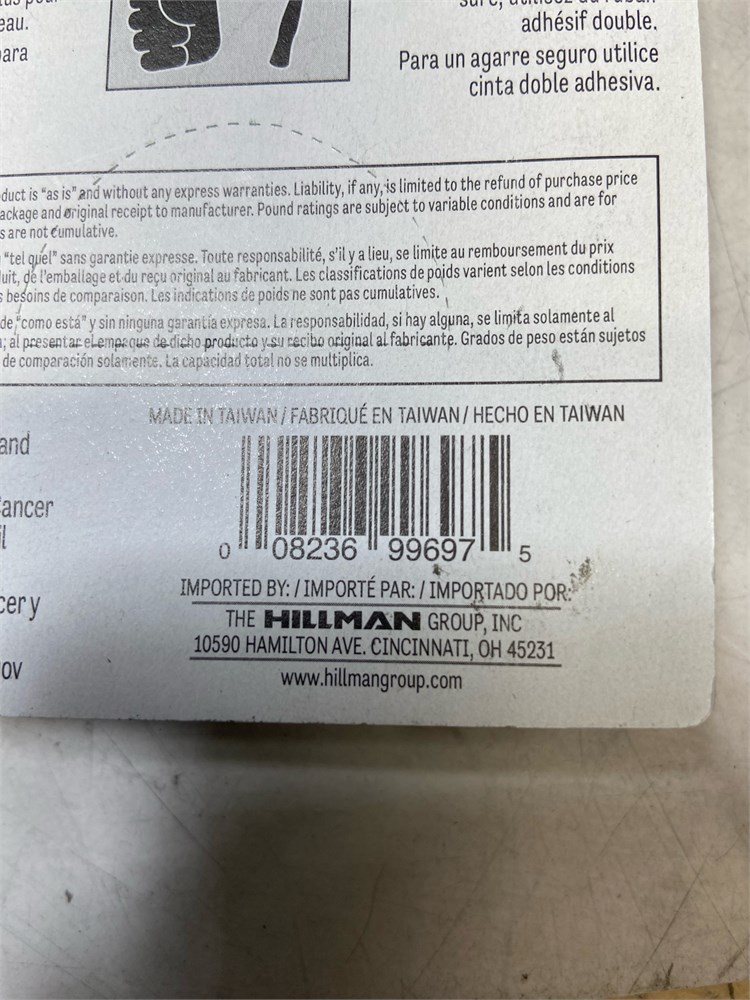 eau.
ara
adhésif double.
Para un agarre seguro utilice
cinta doble adhesiva.
duct is "as is" and without any express warranties. Liability, if any, is limited to the refund of purchase price
ackage and original receipt to manufacturer. Pound ratings are subject to variable conditions and are for
s are not cumulative.
"tel quel" sans garantie expresse. Toute responsabilité, s'il y a lieu, se limite au remboursement du prix
uit, de l'emballage et du reçu original au fabricant. Les classifications de poids varient selon les conditions
s besoins de comparaison. Les indications de poids ne sont pas cumulatives.
de "como está" y sin ninguna garantía expresa. La responsabilidad, si hay alguna, se limita solamente al
; al presentar el empaque de dicho producto y su recibo original al fabricante. Grados de peso están sujetos
de comparación solamente. La capacidad total no se multiplica.
MADE IN TAIWAN / FABRIQUÉ EN TAIWAN / HECHO EN TAIWAN
and
ancer
il
cery
ov
0 08236 99697 5
IMPORTED BY: / IMPORTÉ PAR: / IMPORTADO POR:
THE HILLMAN GROUP, INC
10590 HAMILTON AVE. CINCINNATI, OH 45231
www.hillmangroup.com